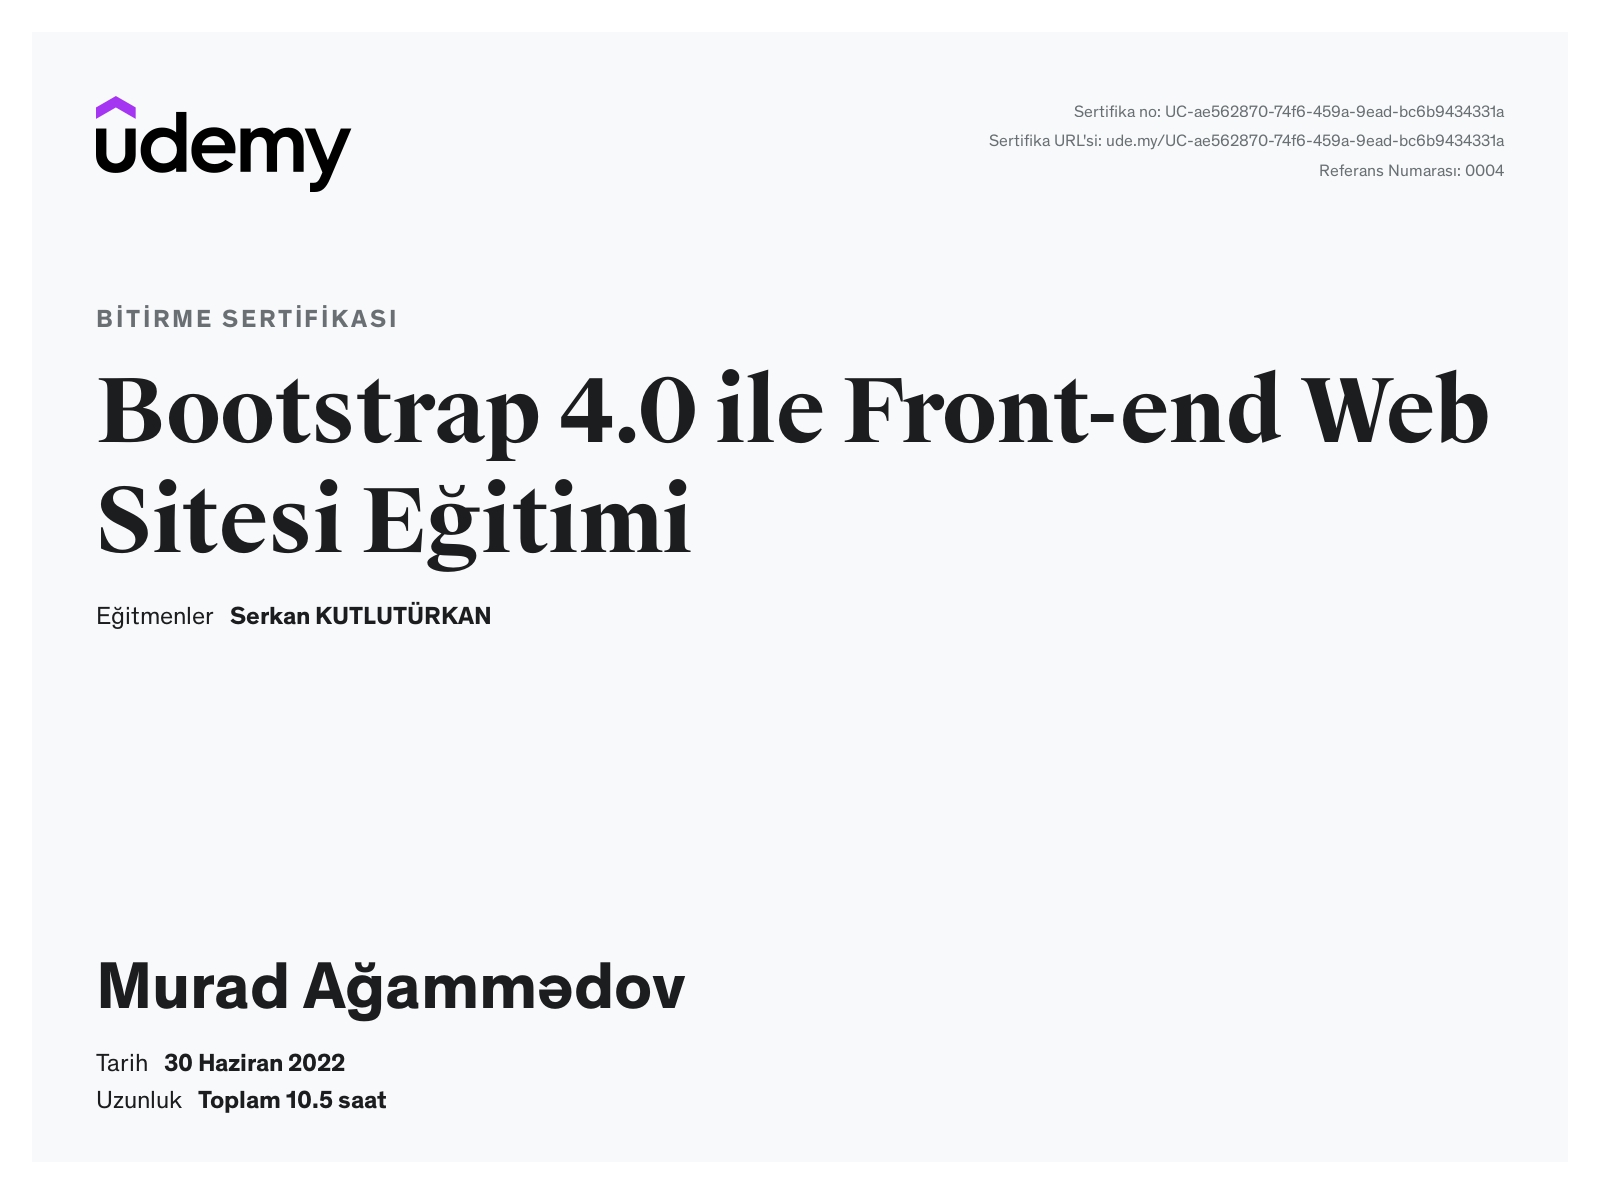 udemy
Sertifika no: UC-ae562870-74f6-459a-9ead-bc6b9434331a
Sertifika URL'si: ude.my/UC-ae562870-74f6-459a-9ead-bc6b9434331a
Referans Numarası: 0004
BİTİRME SERTİFİKASI
Bootstrap 4.0 ile Front-end Web
Sitesi Eğitimi
Eğitmenler Serkan KUTLUTÜRKAN
Murad Ağammədov
Tarih 30 Haziran 2022
Uzunluk Toplam 10.5 saat